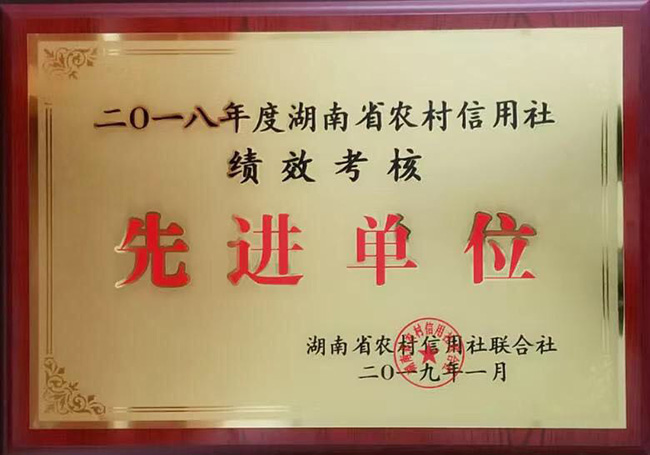 二〇一八年度湖南省农村信用社
绩效考核
先进单位
湖南省农村信用社联合社
二〇一九年一月